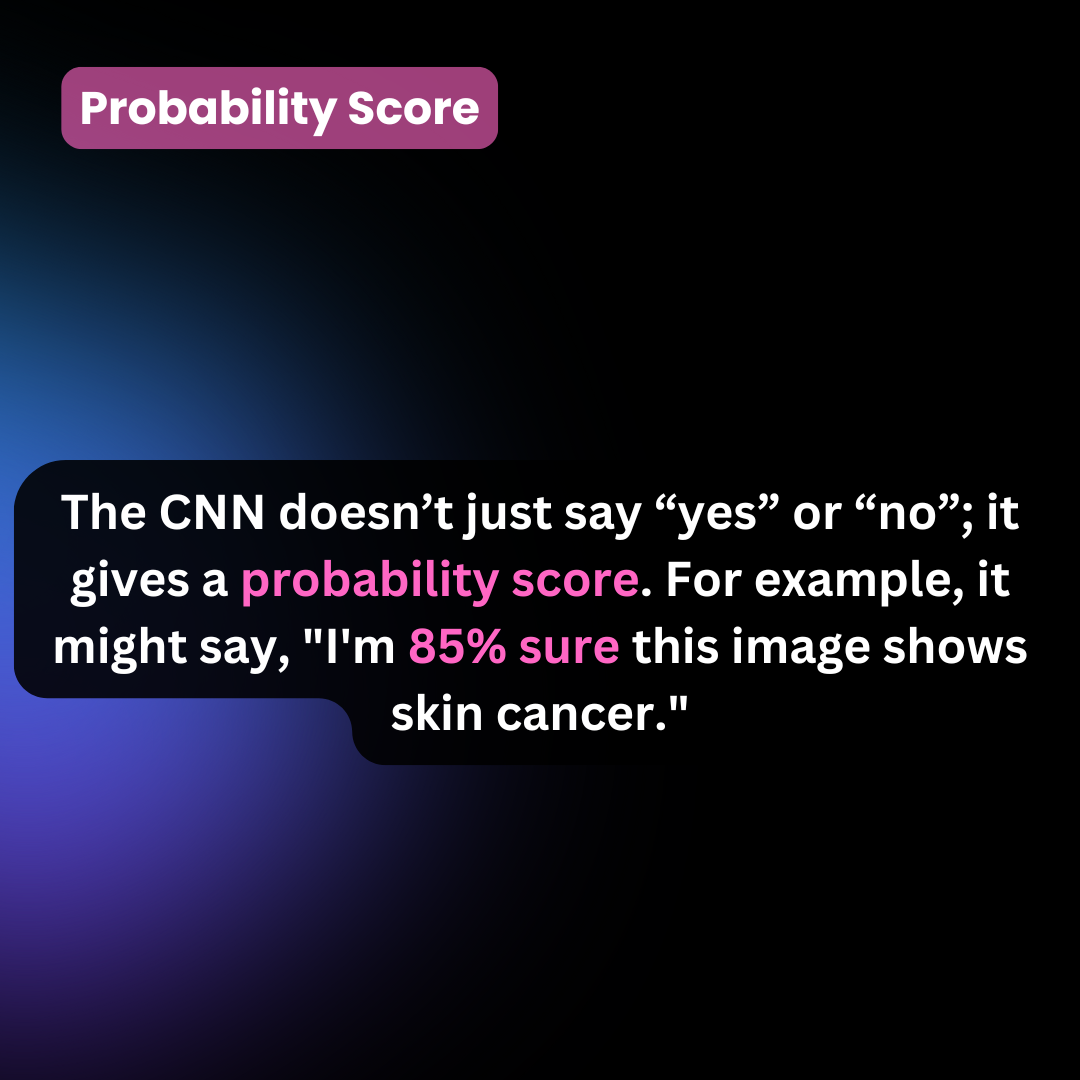 Probability Score
The CNN doesn’t just say “yes” or “no”; it
gives a probability score. For example, it
might say, "I'm 85% sure this image shows
skin cancer."